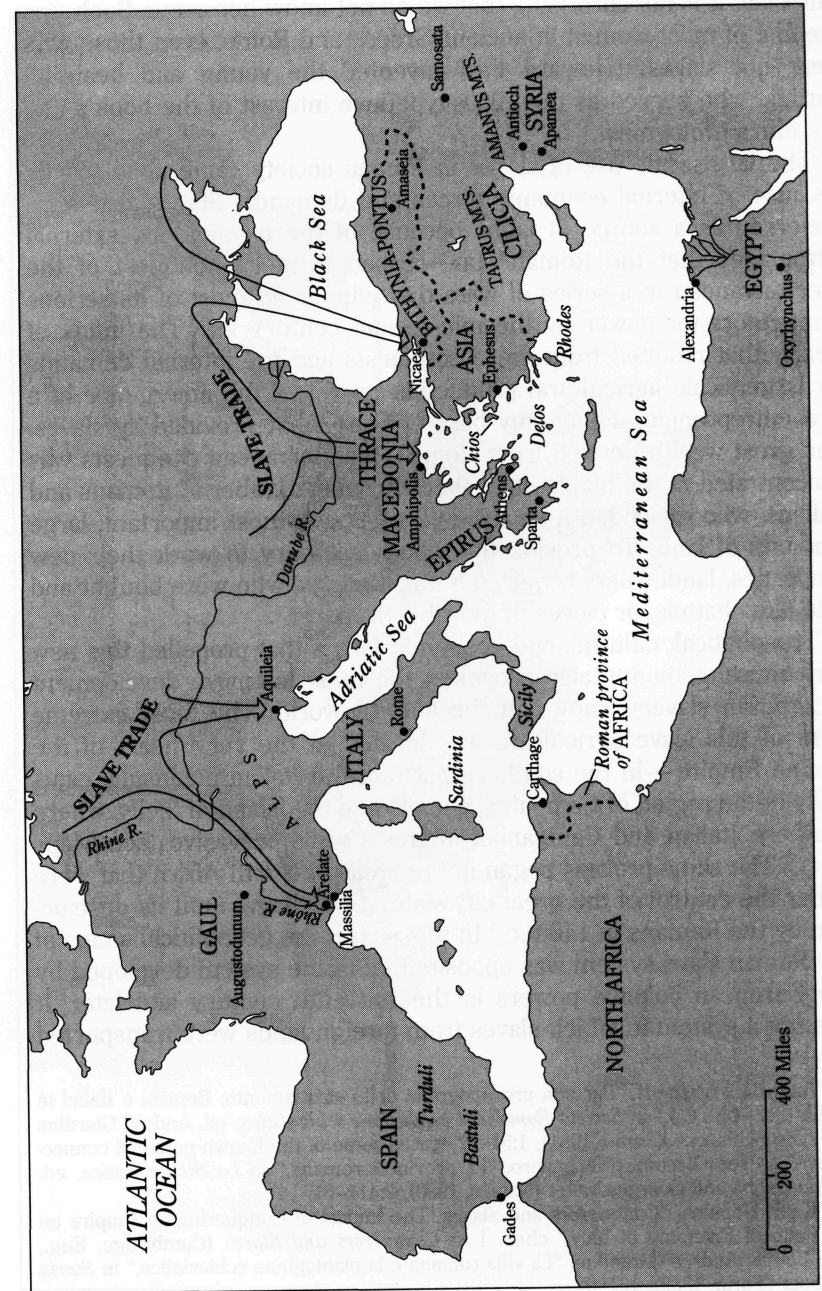 ATLANTIC
OCEAN
GAUL
Augustodunum
Rhine R.
SLAVE TRADE
Rhône R.
Arelate
Massilia
ALPS
Aquileia
Danube R.
SLAVE TRADE
Black Sea
SPAIN
Turduli
Bastuli
Gades
ITALY
Rome
Adriatic Sea
Sardinia
Sicily
EPIRUS
MACEDONIA
THRACE
Amphipolis
Athens
Sparta
Chios
Delos
Nicaea
BITHYNIA-PONTUS
Amaseia
ASIA
Ephesus
Rhodes
TAURUS MTS.
CILICIA
AMANUS MTS.
Samosata
Antioch
SYRIA
Apamea
Carthage
Roman province
of AFRICA
Mediterranean Sea
NORTH AFRICA
Alexandria
EGYPT
Oxyrynchus
0 200 400 Miles